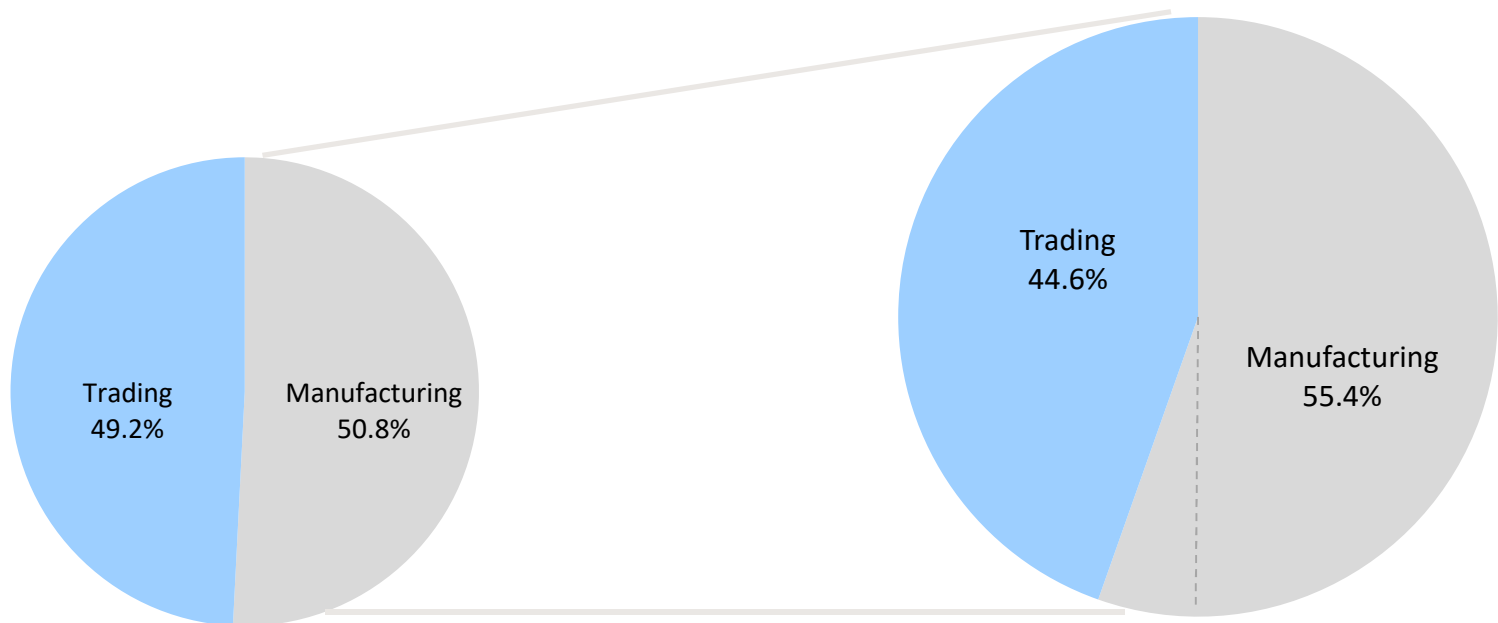 Trading
49.2%
Manufacturing
50.8%
Trading
44.6%
Manufacturing
55.4%